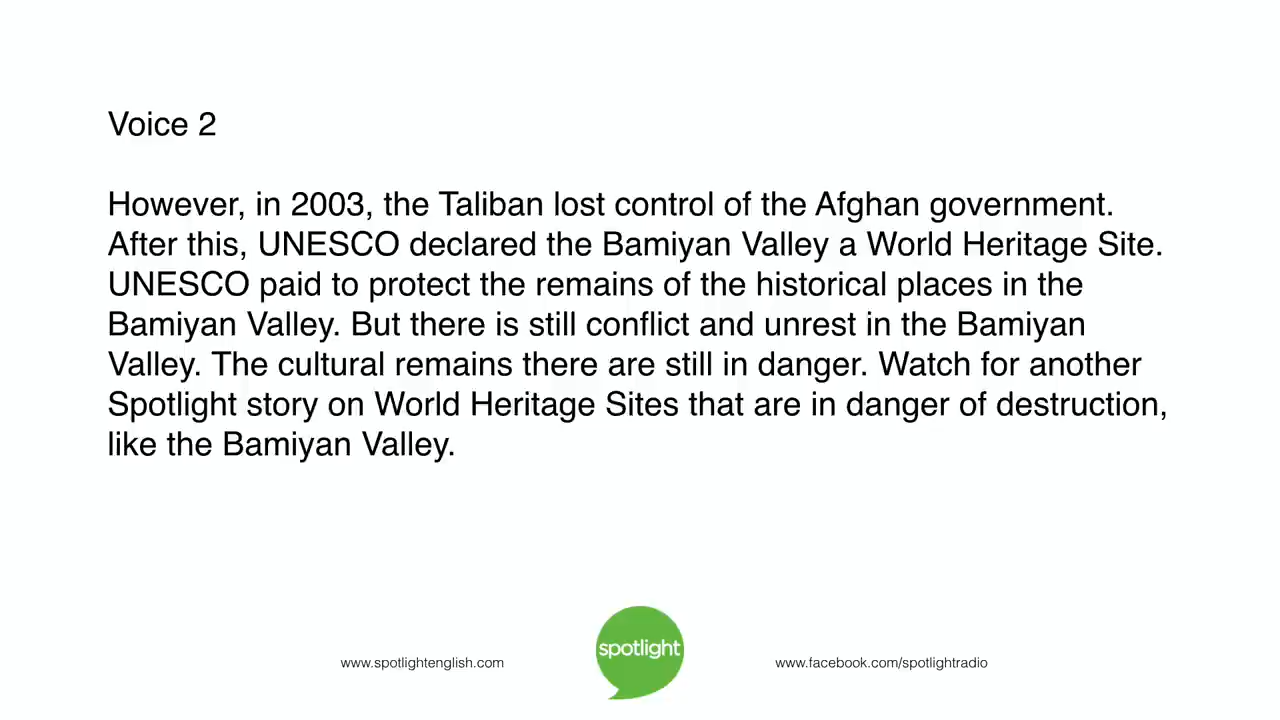 Voice 2
However, in 2003, the Taliban lost control of the Afghan government.
After this, UNESCO declared the Bamiyan Valley a World Heritage Site.
UNESCO paid to protect the remains of the historical places in the
Bamiyan Valley. But there is still conflict and unrest in the Bamiyan
Valley. The cultural remains there are still in danger. Watch for another
Spotlight story on World Heritage Sites that are in danger of destruction,
like the Bamiyan Valley.
spotlight
www.spotlightenglish.com
www.facebook.com/spotlightradio